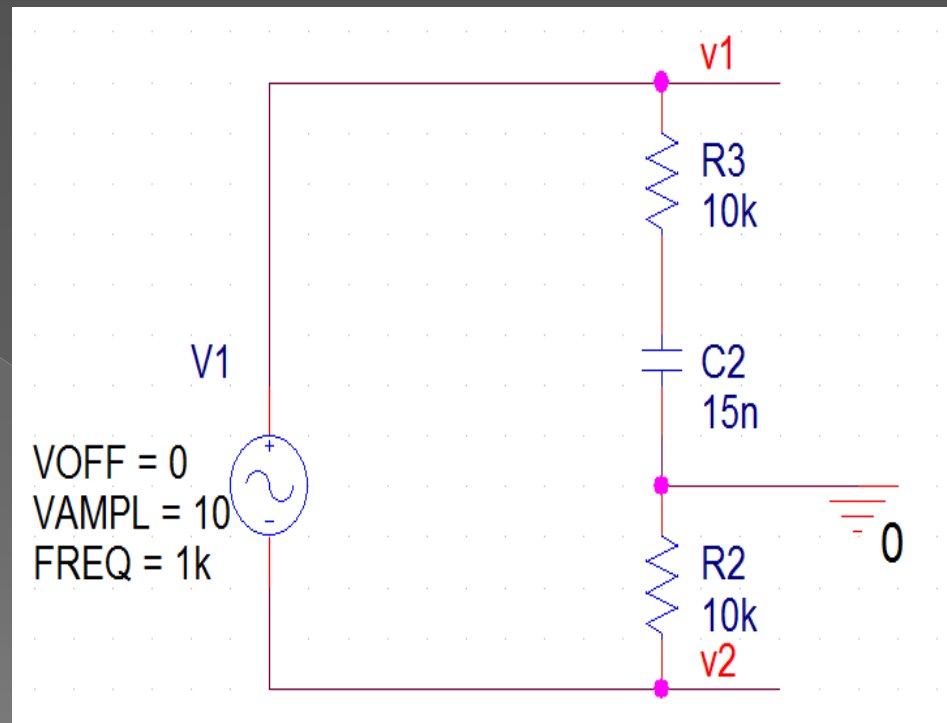 v1
R3
10k
V1
C2
15n
VOFF = 0
VAMPL = 10
FREQ = 1k
0
R2
10k
v2